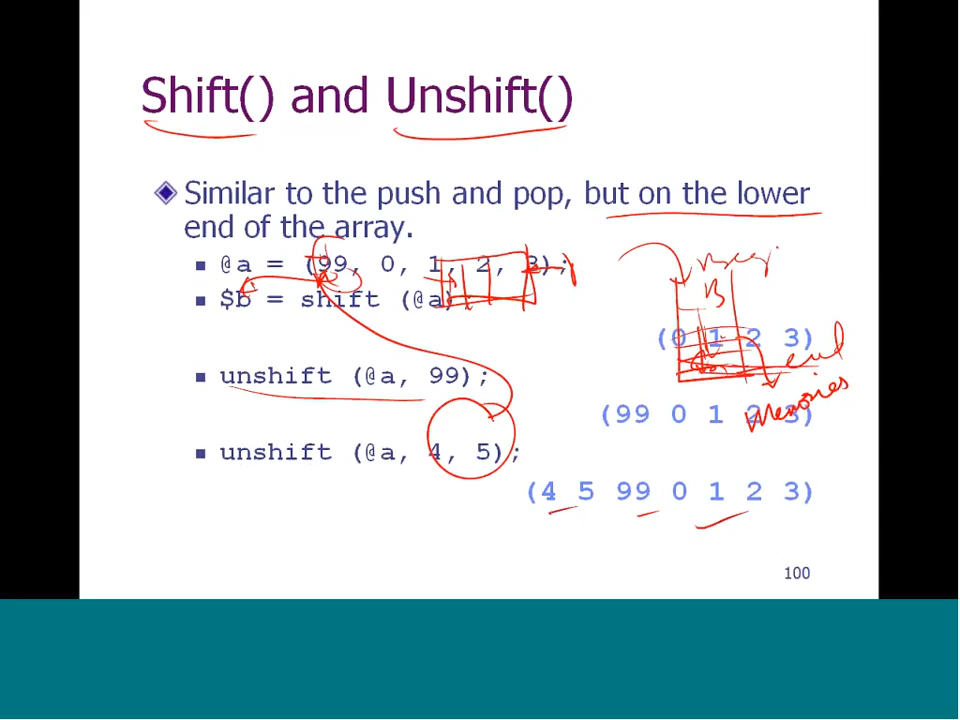 Shift() and Unshift()
Similar to the push and pop, but on the lower
end of the array.
@a = (99, 0, 1, 2, 3);
$b = shift (@a);
B
(0 1 2 3)
end
unshift (@a, 99);
Memories
(99 0 1 2 3)
unshift (@a, 4, 5);
(4 5 99 0 1 2 3)
100